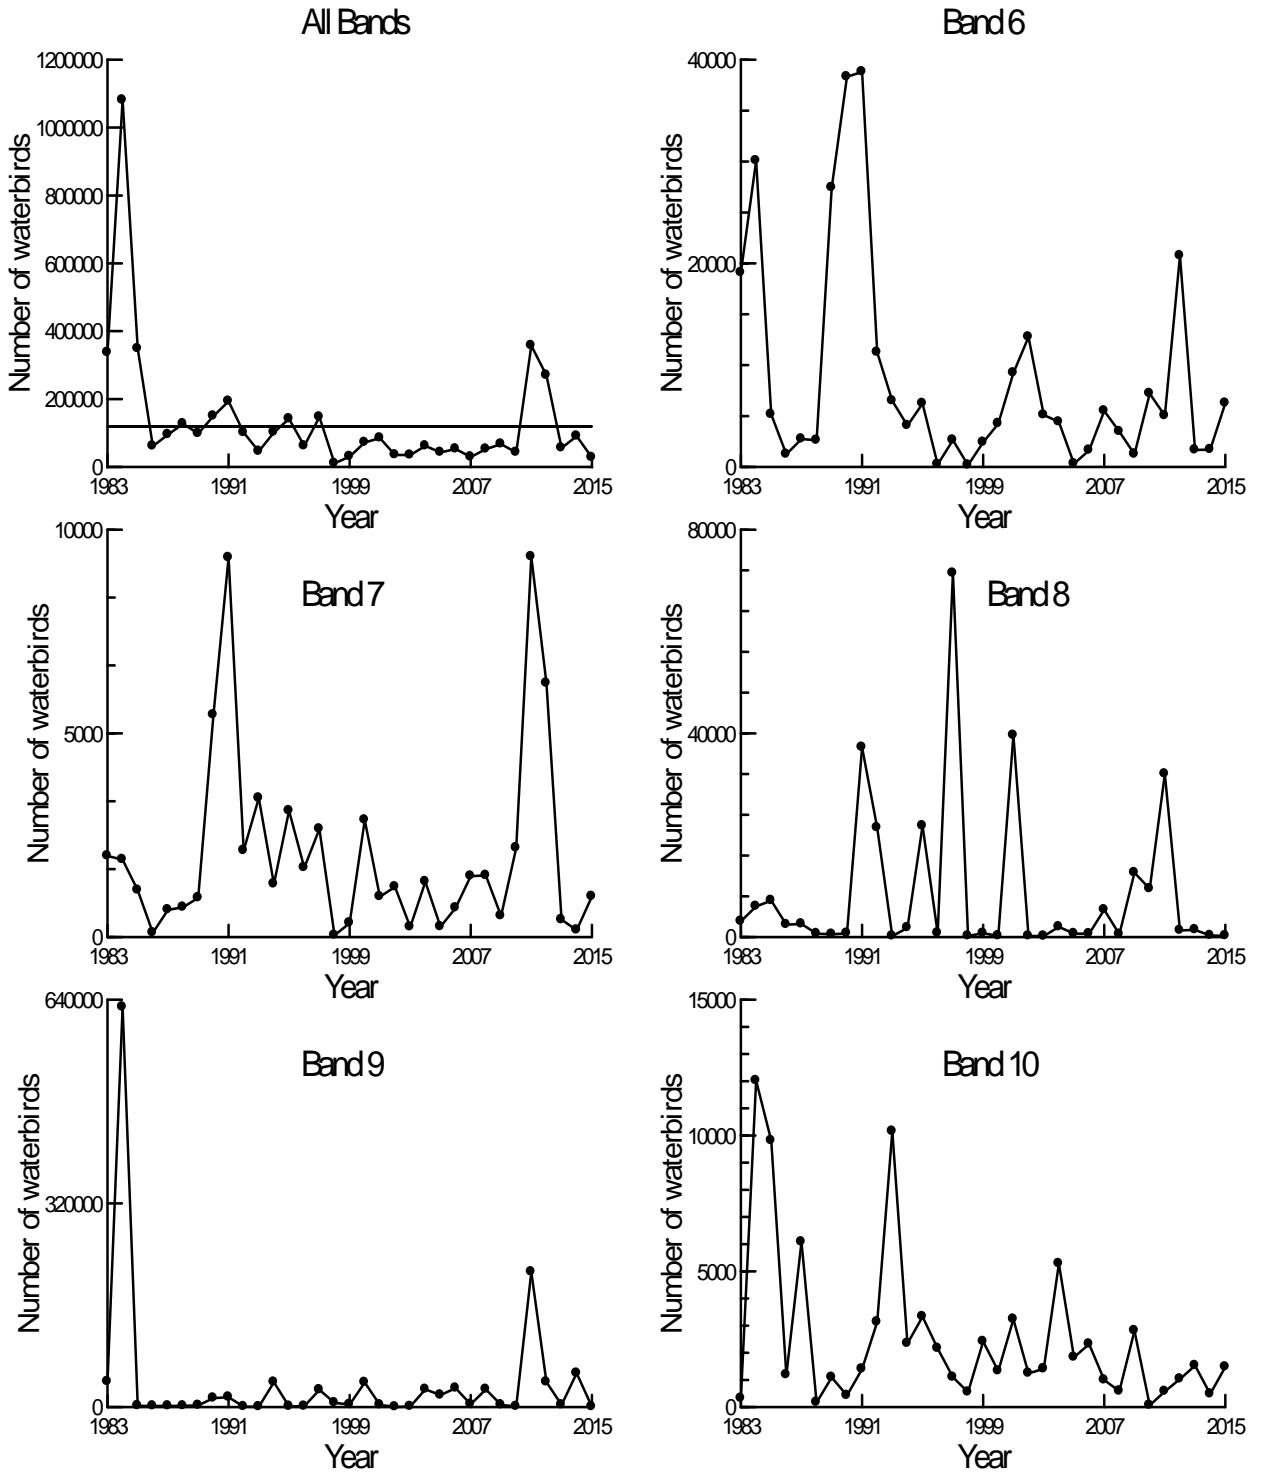 All Bands
Number of waterbirds
1200000
1000000
800000
600000
400000
200000
0
1983
1991
1999
2007
2015
Year
Band 6
Number of waterbirds
40000
20000
0
1983
1991
1999
2007
2015
Year
Band 7
Number of waterbirds
10000
5000
0
1983
1991
1999
2007
2015
Year
Band 8
Number of waterbirds
80000
40000
0
1983
1991
1999
2007
2015
Year
Band 9
Number of waterbirds
640000
320000
0
1983
1991
1999
2007
2015
Year
Band 10
Number of waterbirds
15000
10000
5000
0
1983
1991
1999
2007
2015
Year